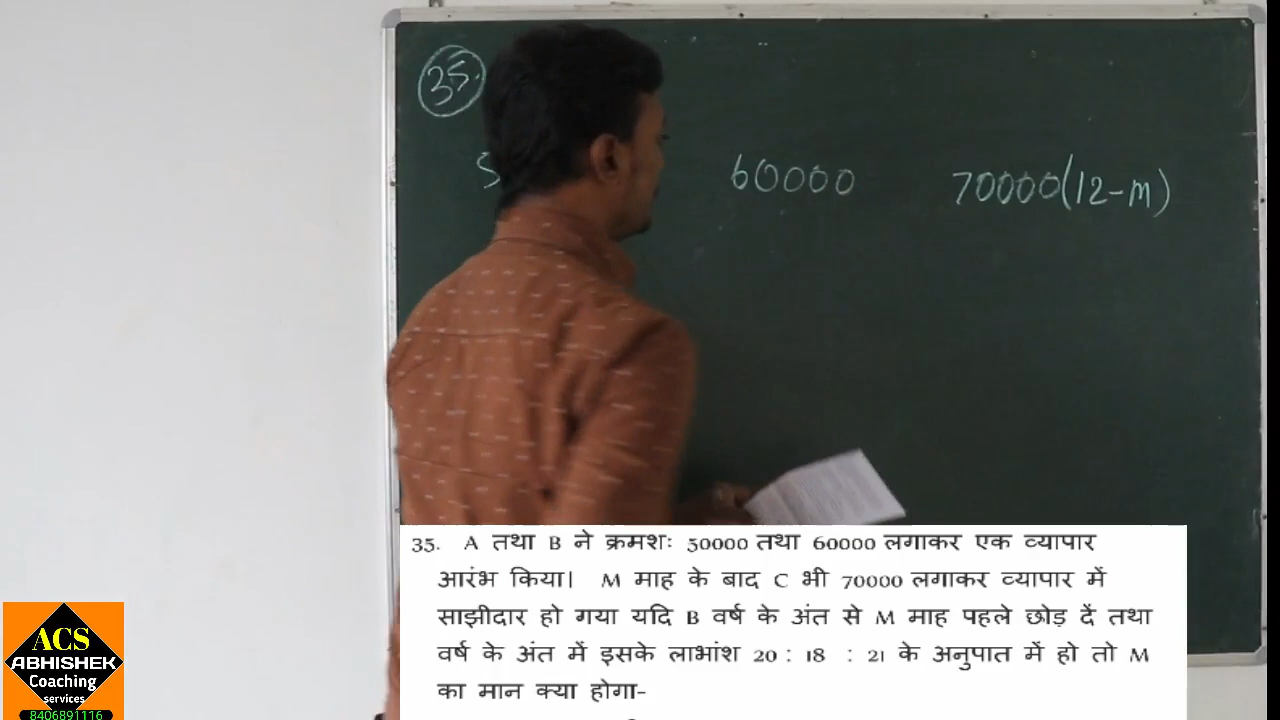 35.
60000 70000(12-m)
35. A तथा B ने क्रमशः 50000 तथा 60000 लगाकर एक व्यापार
आरंभ किया। M माह के बाद C भी 70000 लगाकर व्यापार में
साझीदार हो गया यदि B वर्ष के अंत से M माह पहले छोड़ दें तथा
वर्ष के अंत में इसके लाभांश 20 : 18 : 21 के अनुपात में हो तो M
का मान क्या होगा-
ACS
ABHISHEK
Coaching
services
8406891116